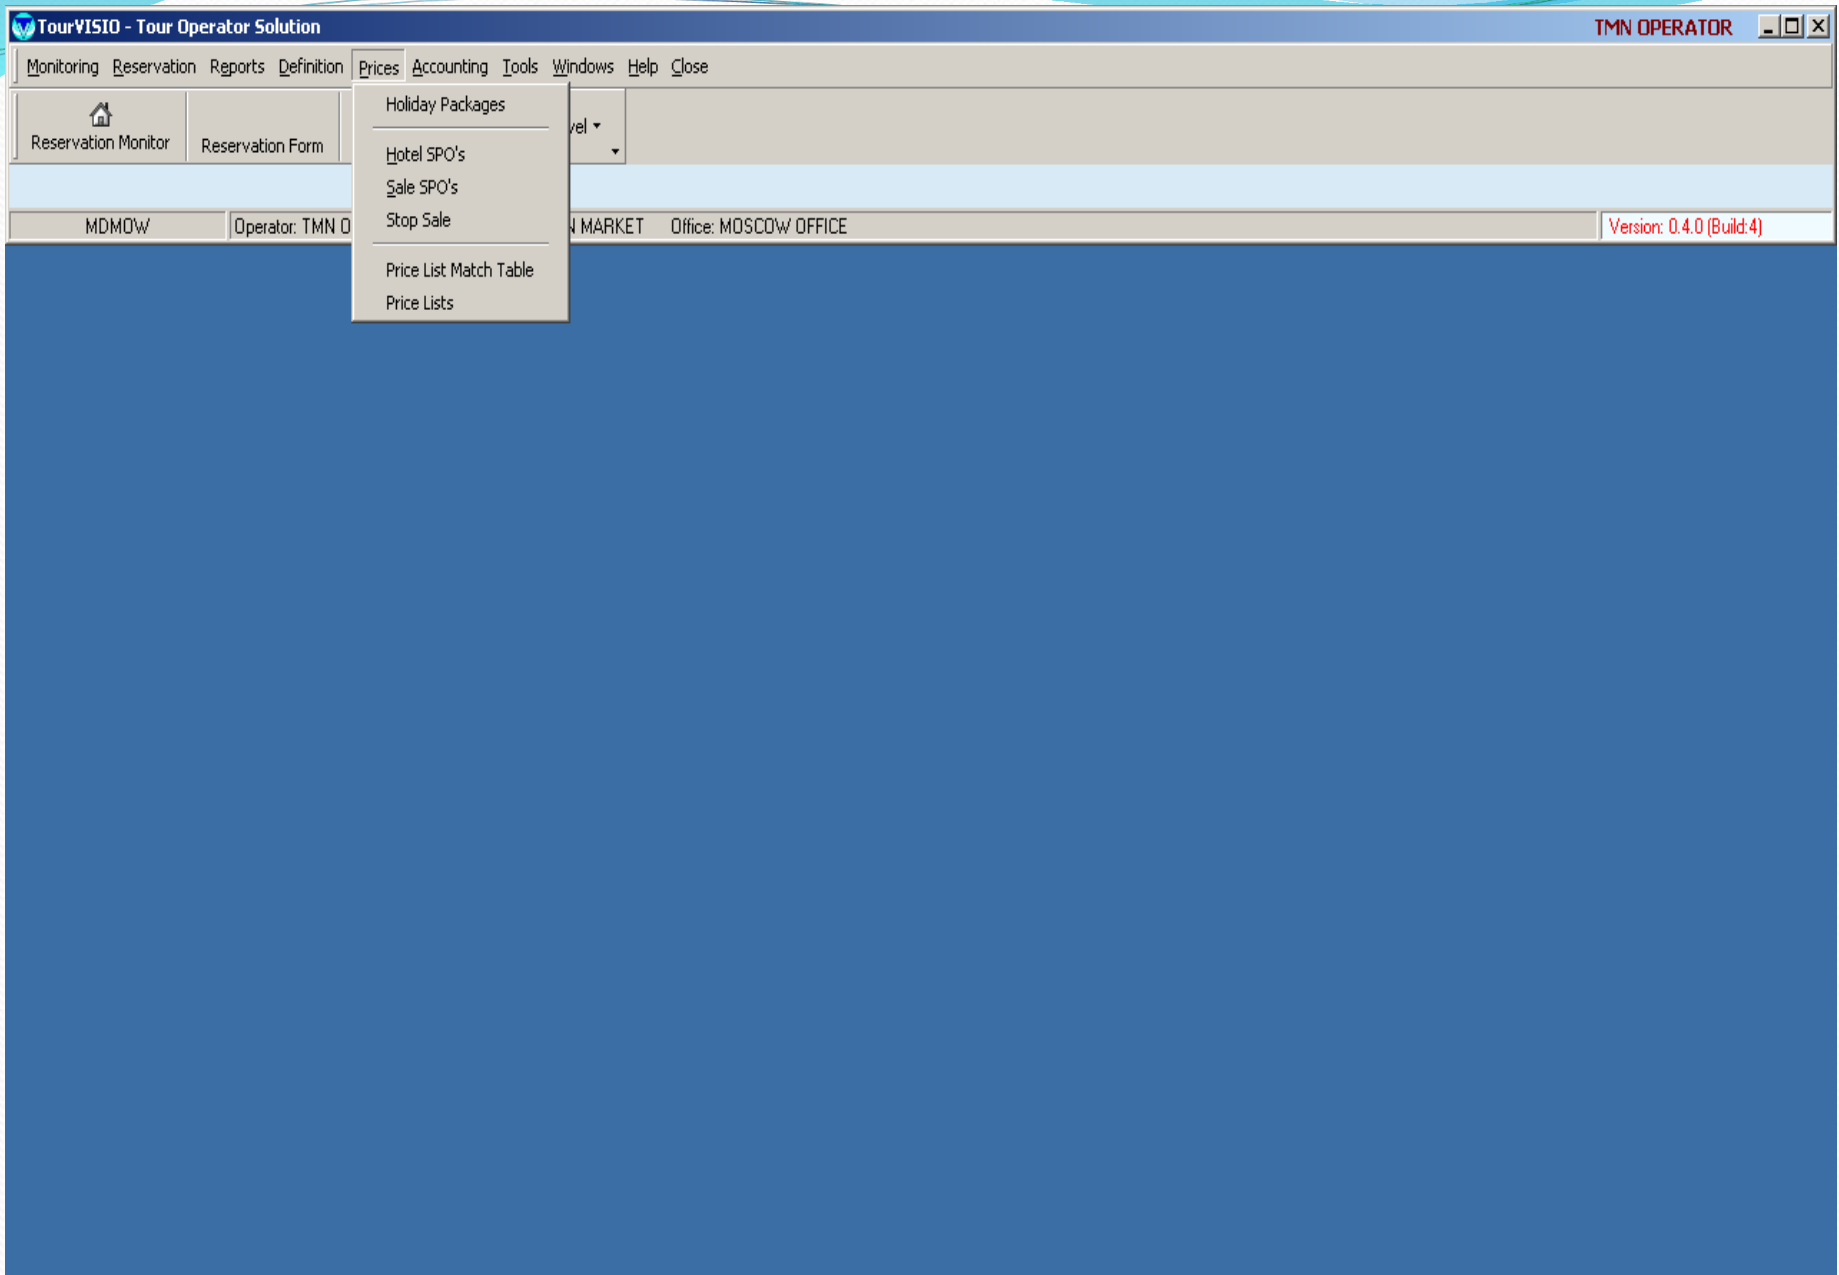 TourVISIO - Tour Operator Solution TMN OPERATOR
Monitoring Reservation Reports Definition Prices Accounting Tools Windows Help Close
Holiday Packages
vel
Reservation Monitor Reservation Form
Hotel SPO's
Sale SPO's
Stop Sale
MDMOW Operator: TMN O N MARKET Office: MOSCOW OFFICE Version: 0.4.0 (Build:4)
Price List Match Table
Price Lists